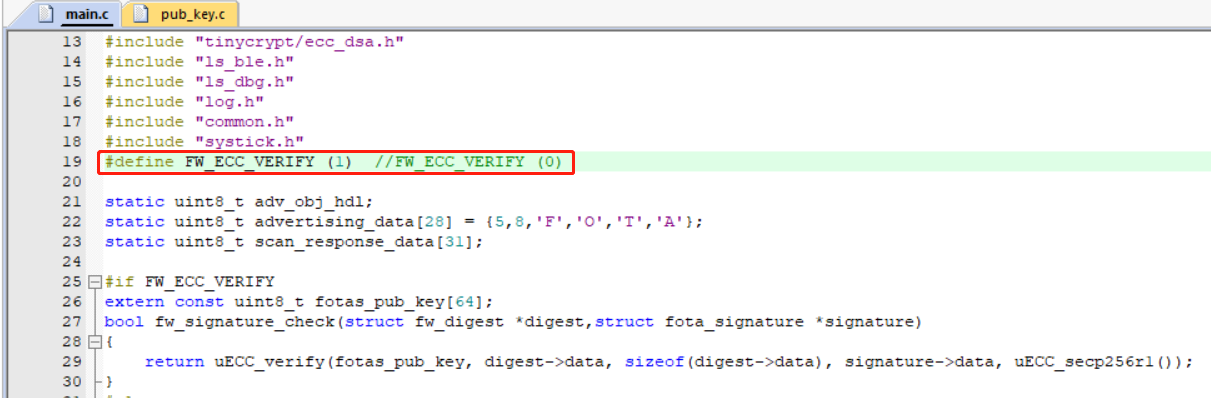 main.c pub_key.c
13 #include "tinycrypt/ecc_dsa.h"
14 #include "ls_ble.h"
15 #include "ls_dbg.h"
16 #include "log.h"
17 #include "common.h"
18 #include "systick.h"
19 #define FW_ECC_VERIFY (1)  //FW_ECC_VERIFY (0)
20
21 static uint8_t adv_obj_hdl;
22 static uint8_t advertising_data[28] = {5,8,'F','O','T','A'};
23 static uint8_t scan_response_data[31];
24
25 #if FW_ECC_VERIFY
26 extern const uint8_t fotas_pub_key[64];
27 bool fw_signature_check(struct fw_digest *digest,struct fota_signature *signature)
28 {
29     return uECC_verify(fotas_pub_key, digest->data, sizeof(digest->data), signature->data, uECC_secp256r1());
30 }